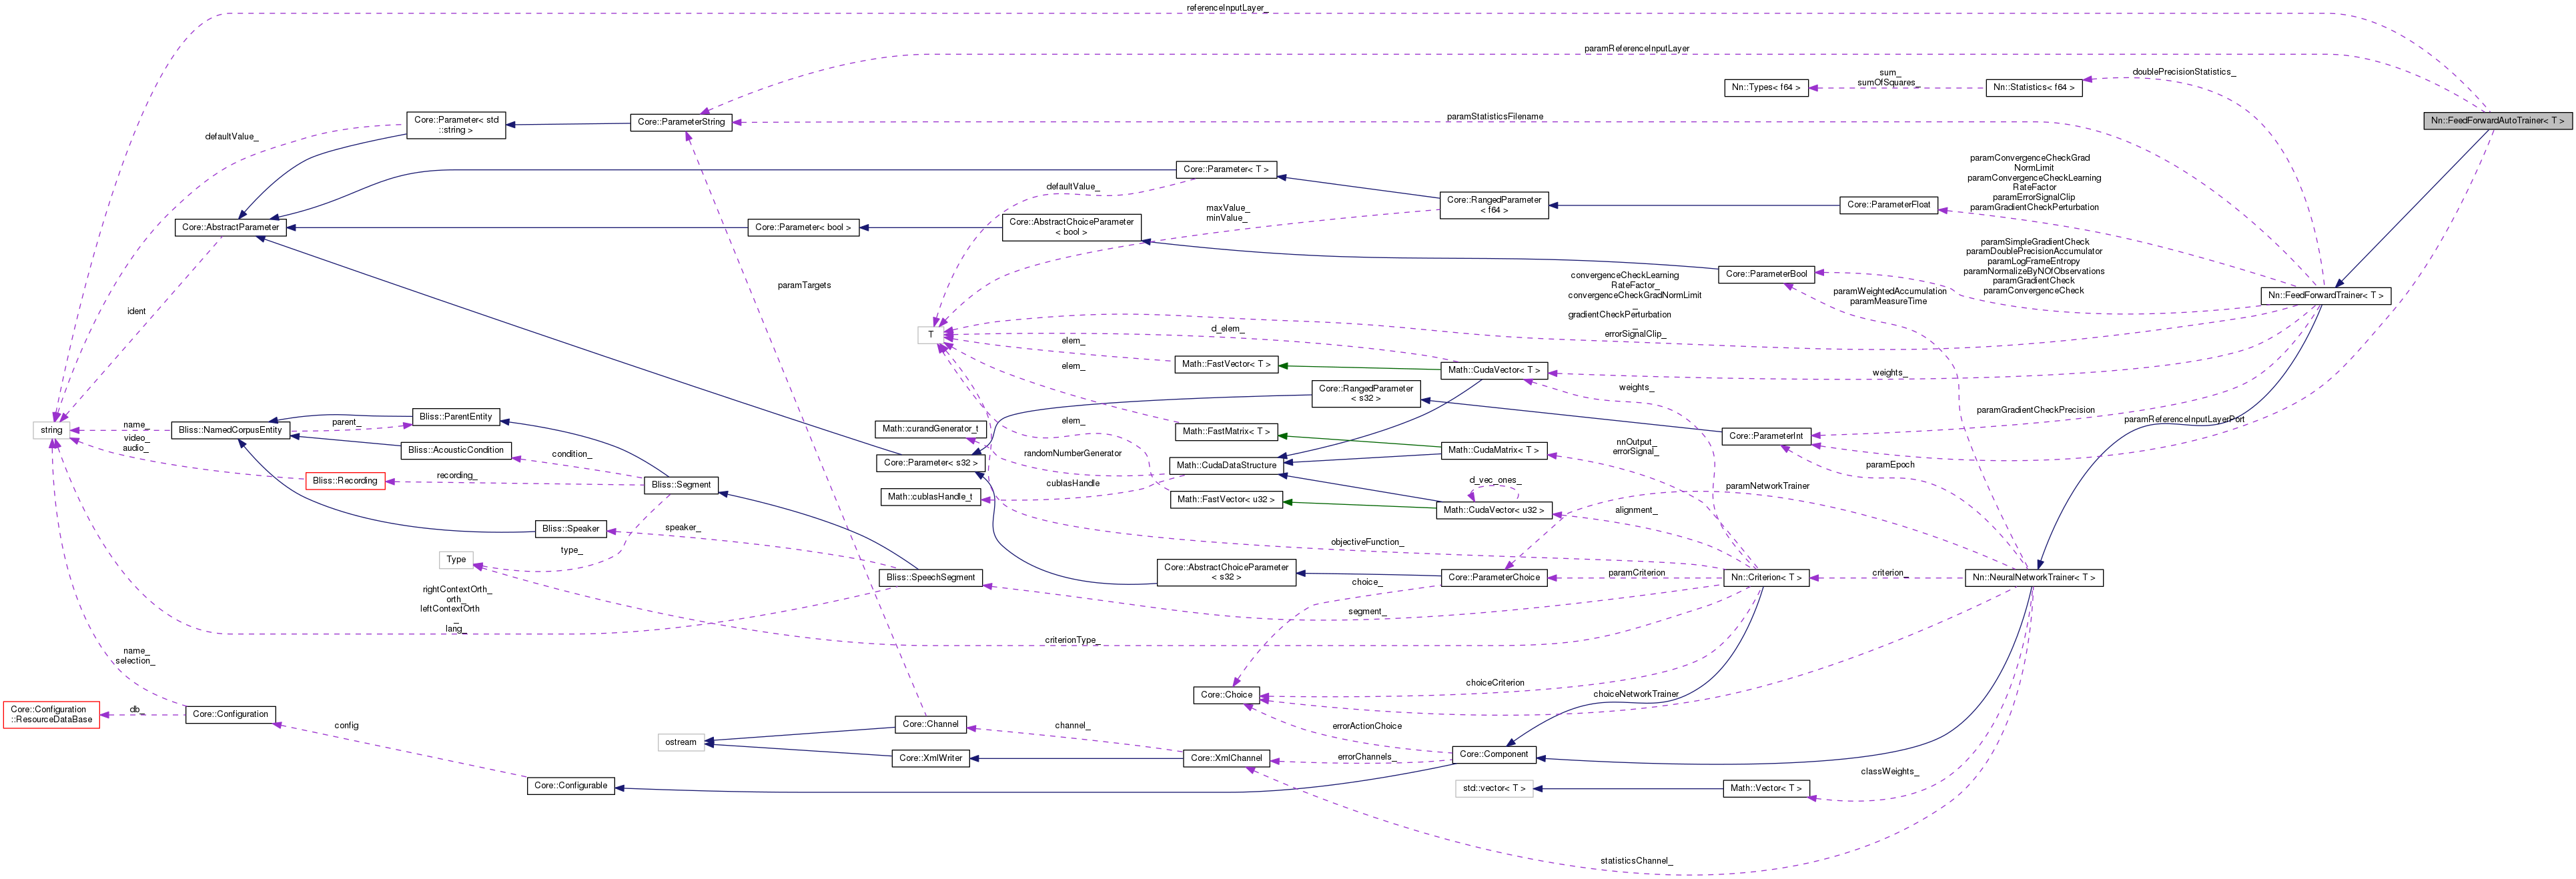 referenceInputLayer_
paramReferenceInputLayer
sum_
sumOfSquares_
doublePrecisionStatistics_
Nn::Types< f64 >
Nn::Statistics< f64 >
Core::Parameter< std
::string >
Core::ParameterString
paramStatisticsFilename
Nn::FeedForwardAutoTrainer< T >
defaultValue_
Core::Parameter< T >
defaultValue_
paramConvergenceCheckGrad
NormLimit
paramConvergenceCheckLearning
RateFactor
paramErrorSignalClip
paramGradientCheckPerturbation
maxValue_
minValue_
Core::RangedParameter
< f64 >
Core::ParameterFloat
Core::AbstractParameter
Core::Parameter< bool >
Core::AbstractChoiceParameter
< bool >
paramSimpleGradientCheck
paramDoublePrecisionAccumulator
paramLogFrameEntropy
paramNormalizeByNOfObservations
paramGradientCheck
paramConvergenceCheck
Core::ParameterBool
paramTargets
convergenceCheckLearning
RateFactor_
convergenceCheckGradNormLimit
_
gradientCheckPerturbation
_
errorSignalClip_
paramWeightedAccumulation
paramMeasureTime
Nn::FeedForwardTrainer< T >
ident
T
d_elem_
elem_
elem_
Math::FastVector< T >
Math::CudaVector< T >
weights_
weights_
Core::RangedParameter
< s32 >
paramGradientCheckPrecision
paramReferenceInputLayerPort
string
name_
video_
audio_
Bliss::NamedCorpusEntity
parent_
Bliss::ParentEntity
Bliss::AcousticCondition
condition_
Math::curandGenerator_t
elem_
Math::FastMatrix< T >
Core::ParameterInt
nnOutput_
errorSignal_
Math::CudaMatrix< T >
randomNumberGenerator
Core::Parameter< s32 >
Math::CudaDataStructure
paramEpoch
Bliss::Recording
recording_
Bliss::Segment
cublasHandle
Math::cublasHandle_t
Math::FastVector< u32 >
d_vec_ones_
Math::CudaVector< u32 >
alignment_
paramNetworkTrainer
Bliss::Speaker
speaker_
type_
Type
objectiveFunction_
Core::AbstractChoiceParameter
< s32 >
Bliss::SpeechSegment
choice_
Core::ParameterChoice
paramCriterion
Nn::Criterion< T >
criterion_
Nn::NeuralNetworkTrainer< T >
rightContextOrth_
orth_
leftContextOrth
_
lang_
segment_
criterionType_
name_
selection_
choiceCriterion
Core::Choice
choiceNetworkTrainer
Core::Configuration
::ResourceDataBase
db_
Core::Configuration
config
Core::Channel
channel_
errorActionChoice
ostream
Core::XmlWriter
Core::XmlChannel
errorChannels_
Core::Component
Core::Configurable
std::vector< T >
Math::Vector< T >
classWeights_
statisticsChannel_